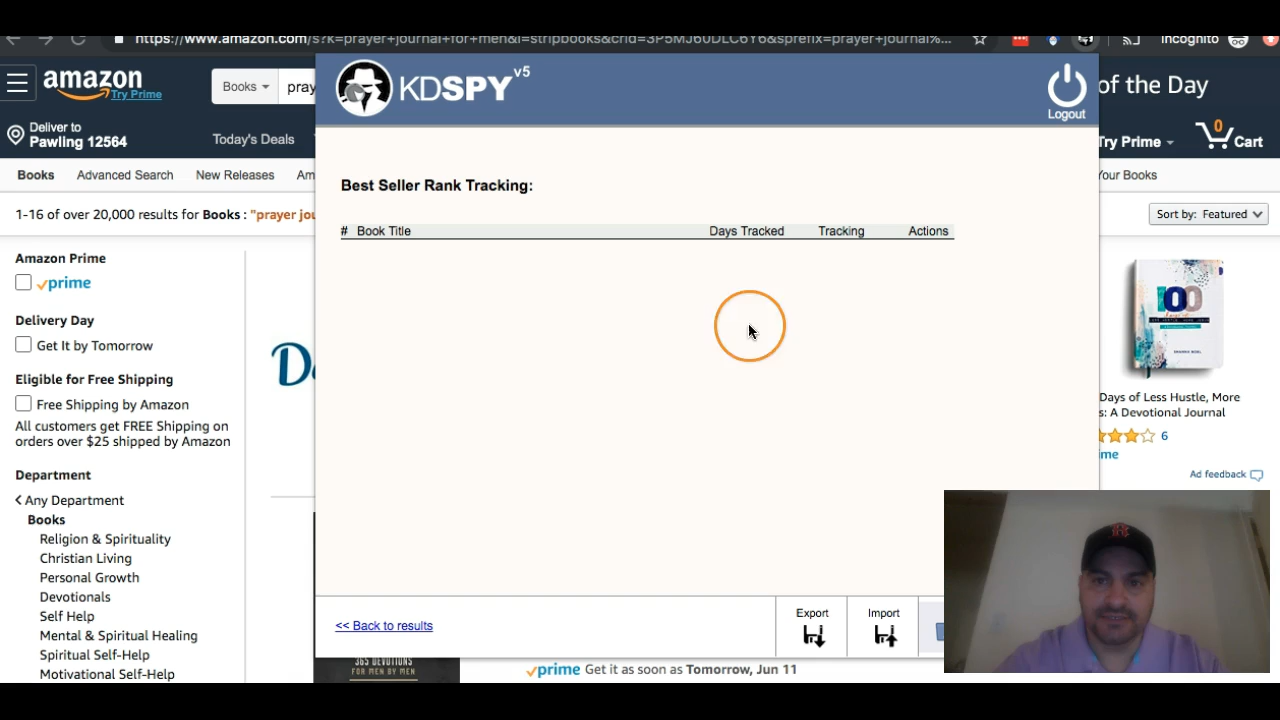 https://www.amazon.com/s?k=prayer+journal+for+men&i=stripbooks&crid=3P5MJ60DLC6Y6&sprefix=prayer+journal%...
Incognito
amazon
Try Prime
Books
pray
of the Day
KDSPY v5
Logout
Deliver to
Pawling 12564
Today's Deals
Try Prime
0
Cart
Books
Advanced Search
New Releases
Am
Your Books
1-16 of over 20,000 results for Books : "prayer jou
Sort by: Featured
Best Seller Rank Tracking:
# Book Title Days Tracked Tracking Actions
Amazon Prime
prime
Delivery Day
Get It by Tomorrow
Eligible for Free Shipping
Free Shipping by Amazon
All customers get FREE Shipping on
orders over $25 shipped by Amazon
Department
Any Department
Books
Religion & Spirituality
Christian Living
Personal Growth
Devotionals
Self Help
Mental & Spiritual Healing
Spiritual Self-Help
Motivational Self-Help
100
Days of Less Hustle, More
s: A Devotional Journal
6
me
Ad feedback
<< Back to results
Export
Import
365 DEVOTIONS
FOR MEN BY MEN
prime Get it as soon as Tomorrow, Jun 11